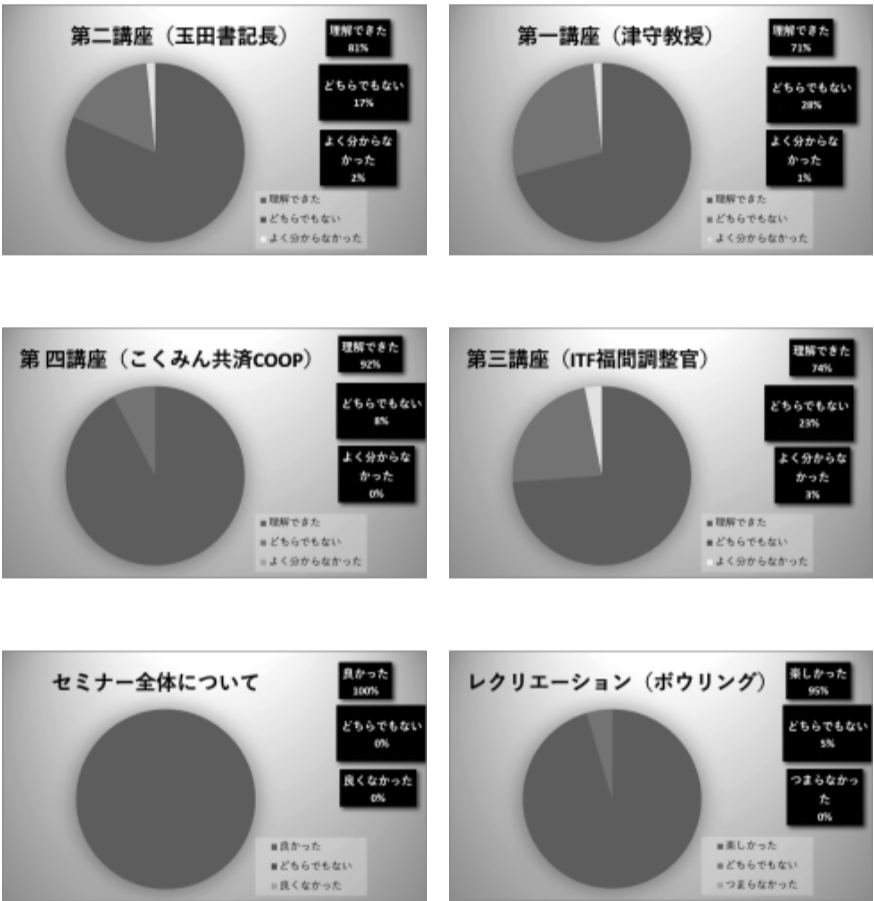 第二講座（玉田書記長）
理解できた
81%
どちらでもない
17%
よく分からな
かった
2%
理解できた
どちらでもない
よく分からなかった
第一講座（津守教授）
理解できた
71%
どちらでもない
28%
よく分からな
かった
1%
理解できた
どちらでもない
よく分からなかった
第 四講座（こくみん共済COOP）
理解できた
92%
どちらでもない
8%
よく分からな
かった
0%
理解できた
どちらでもない
よく分からなかった
第三講座（ITF福間調整官）
理解できた
74%
どちらでもない
23%
よく分からな
かった
3%
理解できた
どちらでもない
よく分からなかった
セミナー全体について
良かった
100%
どちらでもない
0%
良くなかった
0%
良かった
どちらでもない
良くなかった
レクリエーション（ボウリング）
楽しかった
95%
どちらでもない
5%
つまらなかっ
た
0%
楽しかった
どちらでもない
つまらなかった